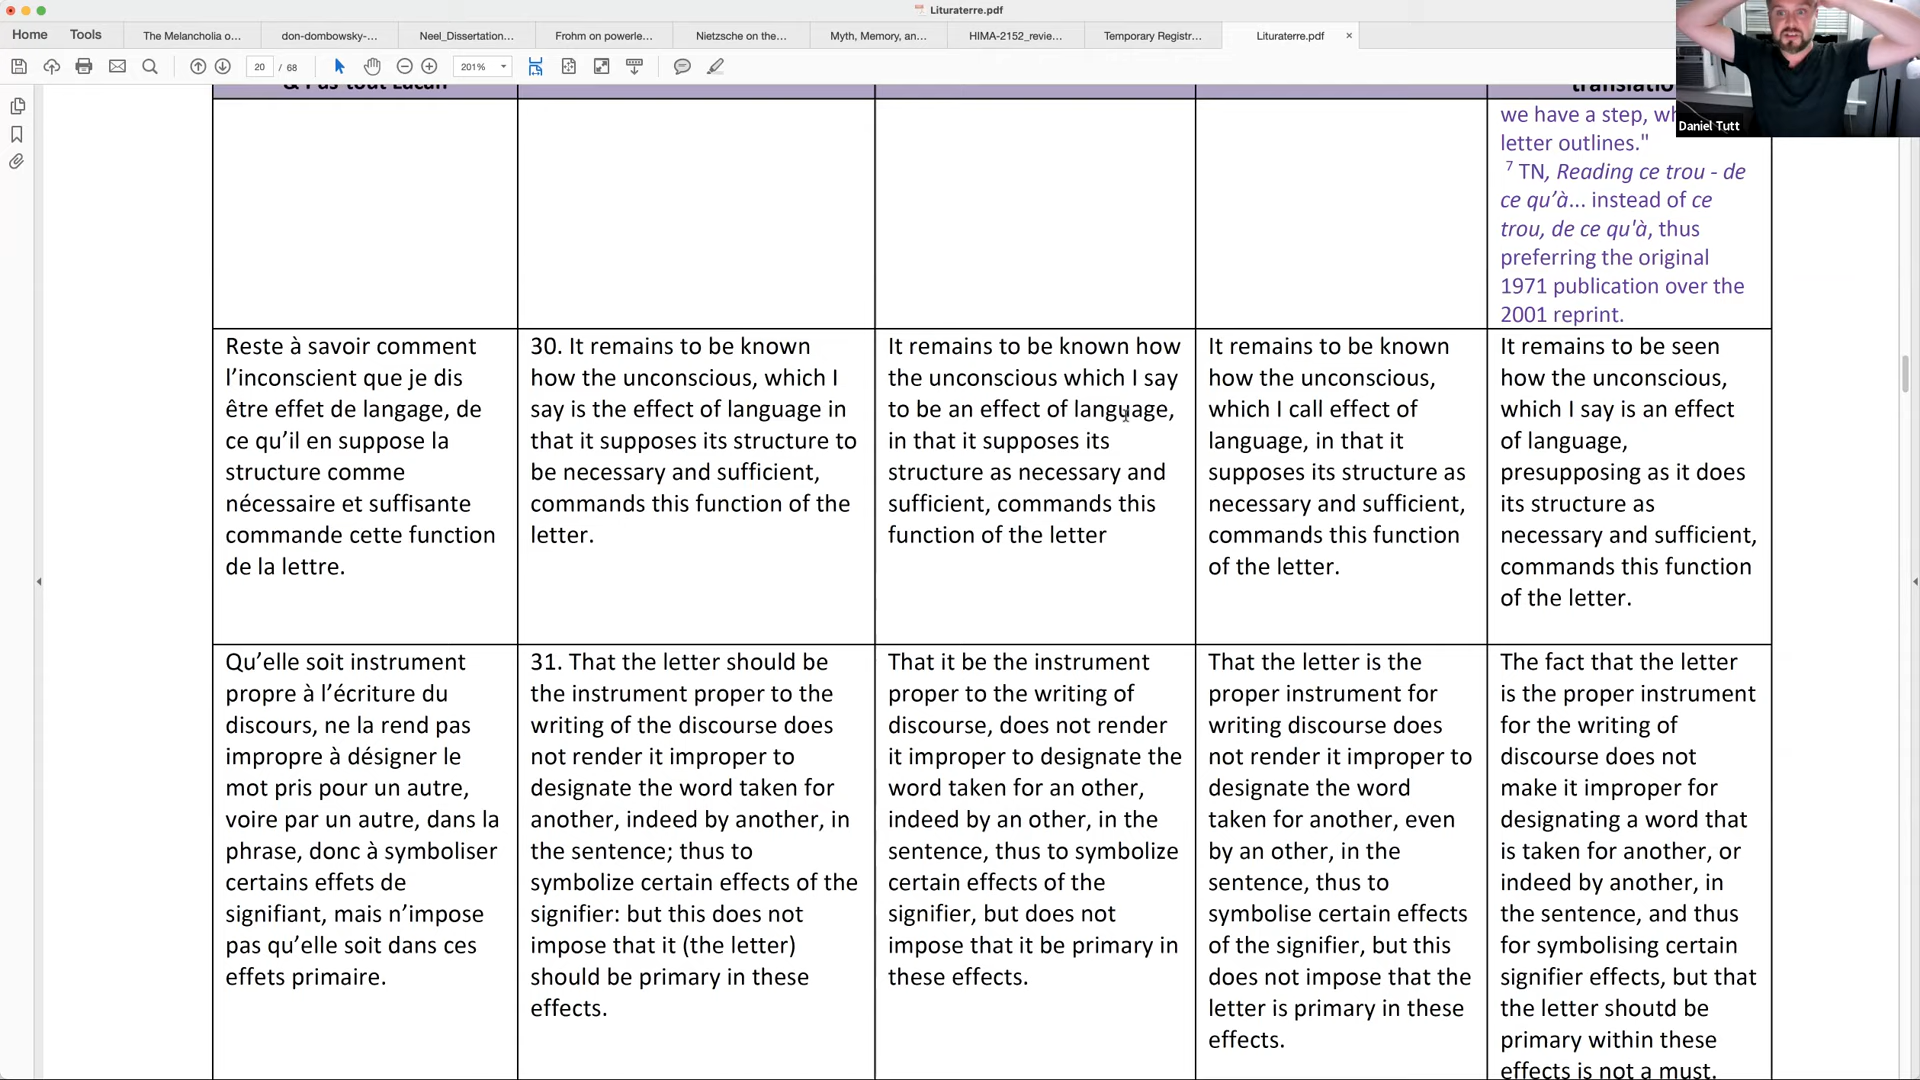 Lituraterre.pdf
Home
Tools
The Melancholia o...
don-dombowsky-...
Neel_Dissertation...
Frohm on powerle...
Nietzsche on the...
Myth, Memory, an...
HIMA-2152_revie...
Temporary Registr...
Lituraterre.pdf
20 / 68
201%
Daniel Tutt
& Pas-tout Lacan
translatio
we have a step, wh
letter outlines."
7 TN, Reading ce trou - de
ce qu'à... instead of ce
trou, de ce qu'à, thus
preferring the original
1971 publication over the
2001 reprint.
Reste à savoir comment
l'inconscient que je dis
être effet de langage, de
ce qu'il en suppose la
structure comme
nécessaire et suffisante
commande cette function
de la lettre.
30. It remains to be known
how the unconscious, which I
say is the effect of language in
that it supposes its structure to
be necessary and sufficient,
commands this function of the
letter.
It remains to be known how
the unconscious which I say
to be an effect of language,
in that it supposes its
structure as necessary and
sufficient, commands this
function of the letter
It remains to be known
how the unconscious,
which I call effect of
language, in that it
supposes its structure as
necessary and sufficient,
commands this function
of the letter.
It remains to be seen
how the unconscious,
which I say is an effect
of language,
presupposing as it does
its structure as
necessary and sufficient,
commands this function
of the letter.
Qu'elle soit instrument
propre à l'écriture du
discours, ne la rend pas
impropre à désigner le
mot pris pour un autre,
voire par un autre, dans la
phrase, donc à symboliser
certains effets de
signifiant, mais n'impose
pas qu'elle soit dans ces
effets primaire.
31. That the letter should be
the instrument proper to the
writing of the discourse does
not render it improper to
designate the word taken for
another, indeed by another, in
the sentence; thus to
symbolize certain effects of the
signifier: but this does not
impose that it (the letter)
should be primary in these
effects.
That it be the instrument
proper to the writing of
discourse, does not render
it improper to designate the
word taken for an other,
indeed by an other, in the
sentence, thus to symbolize
certain effects of the
signifier, but does not
impose that it be primary in
these effects.
That the letter is the
proper instrument for
writing discourse does
not render it improper to
designate the word
taken for another, even
by an other, in the
sentence, thus to
symbolise certain effects
of the signifier, but this
does not impose that the
letter is primary in these
effects.
The fact that the letter
is the proper instrument
for the writing of
discourse does not
make it improper for
designating a word that
is taken for another, or
indeed by another, in
the sentence, and thus
for symbolising certain
signifier effects, but that
the letter should be
primary within these
effects is not a must.